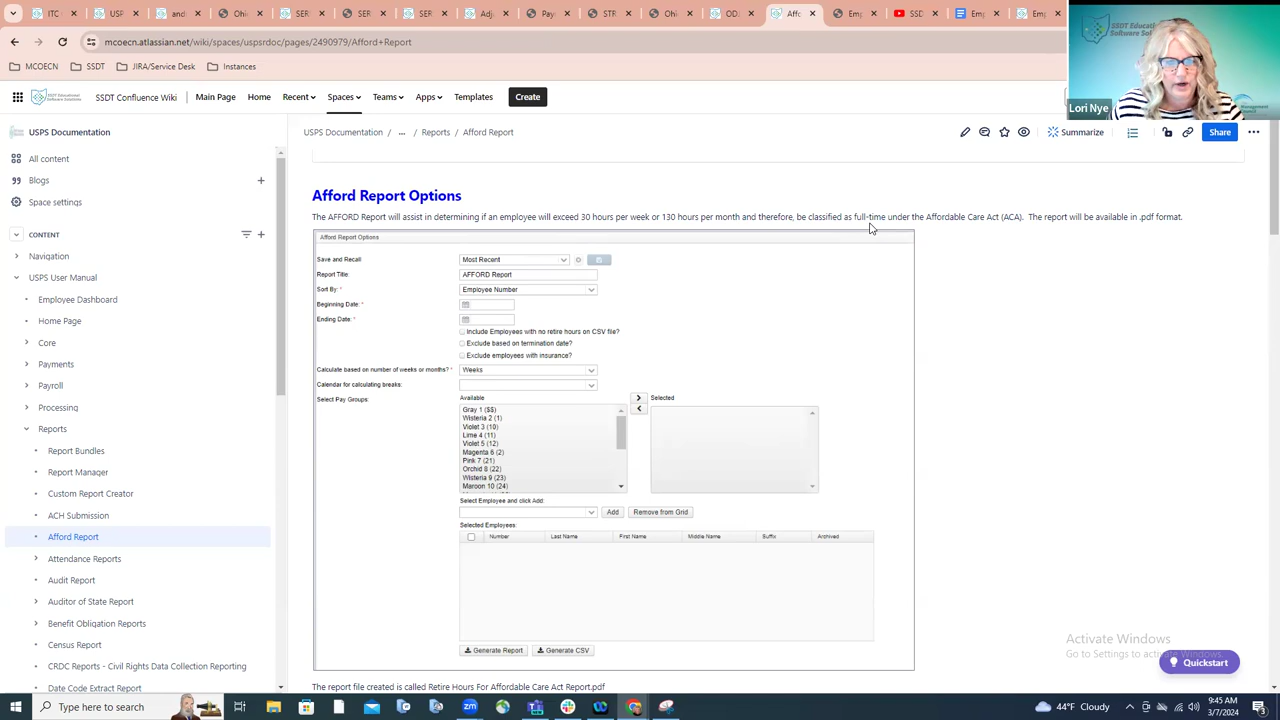 STR
ON
OD
Affo
Emp
SSD
Emp
Em
Em
mcoecn.atlassian.net/wiki/spaces/uspsrdoc/pages/2490979/Afford+Report
MCOECN
SSDT
JIRA/Service Desk
Instances
SSDT Educati
Software Sol
Lori Nye
SSDT Confluence Wiki
Main Page
Home
Recent
Spaces
Teams
Apps
Templates
Create
USPS Documentation
USPS Documentation / ... / Reports / Afford Report
Summarize
Share
All content
Blogs
Space settings
CONTENT
Navigation
USPS User Manual
Employee Dashboard
Home Page
Core
Payments
Payroll
Processing
Reports
Report Bundles
Report Manager
Custom Report Creator
ACH Submission
Afford Report
Attendance Reports
Audit Report
Auditor of State Report
Benefit Obligation Reports
Census Report
CRDC Reports - Civil Rights Data Collection Reporting
Date Code Extract Report
Afford Report Options
The AFFORD Report will assist in determining if an employee will exceed 30 hours per week or 130 hours per month and therefore, be classified as full-time under the Affordable Care Act (ACA). The report will be available in .pdf format.
Afford Report Options
Save and Recall Most Recent
Report Title: AFFORD Report
Sort By: * Employee Number
Beginning Date: *
Ending Date: *
Include Employees with no retire hours on CSV file?
Exclude based on termination date?
Exclude employees with insurance?
Calculate based on number of weeks or months? * Weeks
Calendar for calculating breaks:
Select Pay Groups: Available Selected
Gray 1 ($$)
Wisteria 2 (1)
Violet 3 (10)
Lime 4 (11)
Violet 5 (12)
Magenta 6 (2)
Pink 7 (21)
Orchid 8 (22)
Wisteria 9 (23)
Maroon 10 (24)
Select Employee and click Add:
Add Remove from Grid
Selected Employees:
Number Last Name First Name Middle Name Suffix Archived
Generate Report Generate CSV
The report file created is called Retire Hours For Affordable Care Act Report.pdf
Activate Windows
Go to Settings to activate Windows.
Quickstart
Type here to search
44°F Cloudy
9:45 AM
3/7/2024
3